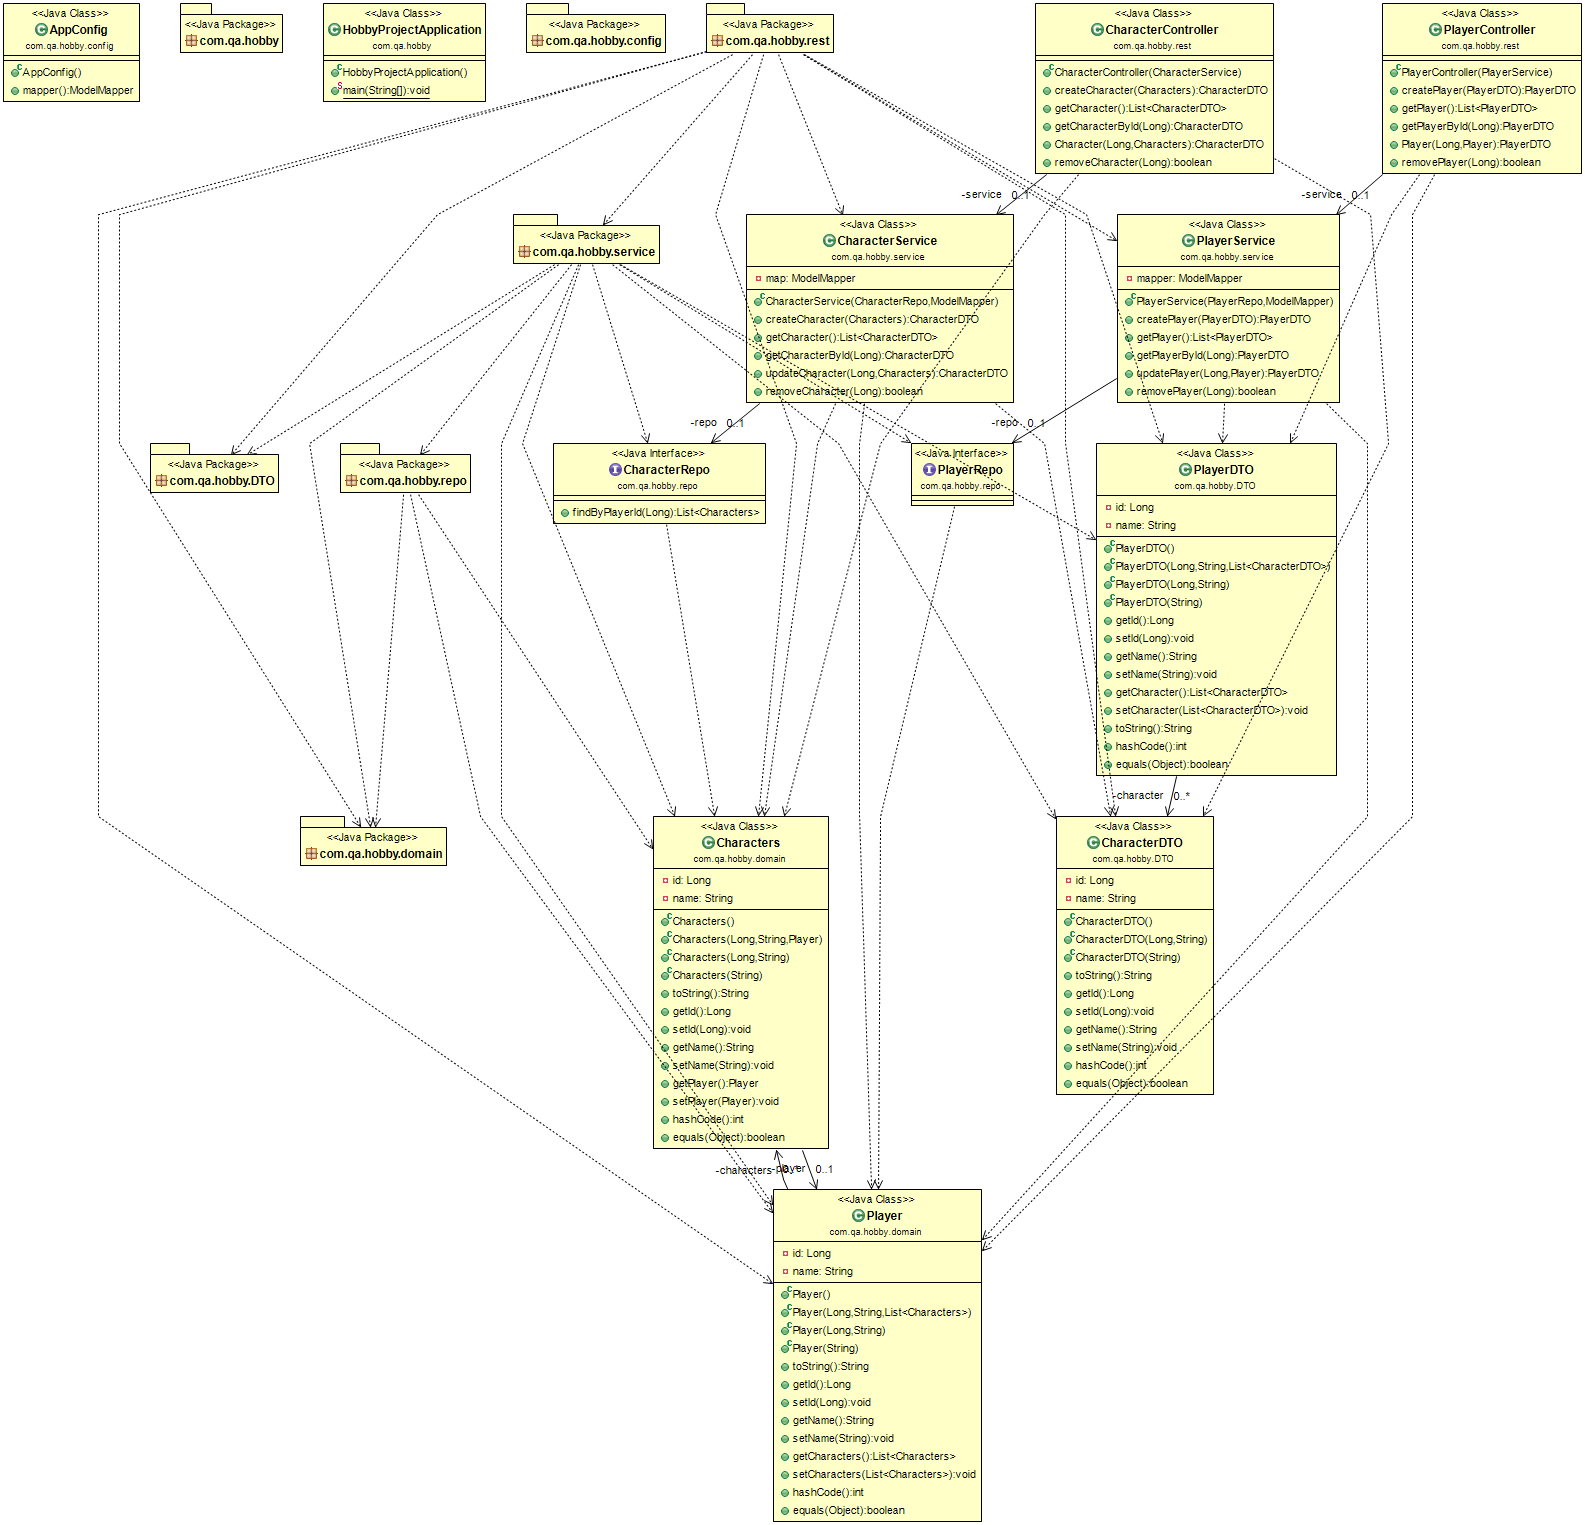 <<Java Class>>
AppConfig
com.qa.hobby.config
AppConfig()
mapper():ModelMapper
<<Java Package>>
com.qa.hobby
<<Java Class>>
HobbyProjectApplication
com.qa.hobby
HobbyProjectApplication()
main(String[]):void
<<Java Package>>
com.qa.hobby.config
<<Java Package>>
com.qa.hobby.rest
<<Java Class>>
CharacterController
com.qa.hobby.rest
CharacterController(CharacterService)
createCharacter(Characters):CharacterDTO
getCharacter():List<CharacterDTO>
getCharacterById(Long):CharacterDTO
Character(Long,Characters):CharacterDTO
removeCharacter(Long):boolean
<<Java Class>>
PlayerController
com.qa.hobby.rest
PlayerController(PlayerService)
createPlayer(PlayerDTO):PlayerDTO
getPlayer():List<PlayerDTO>
getPlayerById(Long):PlayerDTO
Player(Long,Player):PlayerDTO
removePlayer(Long):boolean
-service 0..1
-service 0..1
<<Java Package>>
com.qa.hobby.service
<<Java Class>>
CharacterService
com.qa.hobby.service
map: ModelMapper
CharacterService(CharacterRepo,ModelMapper)
createCharacter(Characters):CharacterDTO
getCharacter():List<CharacterDTO>
getCharacterById(Long):CharacterDTO
updateCharacter(Long,Characters):CharacterDTO
removeCharacter(Long):boolean
<<Java Class>>
PlayerService
com.qa.hobby.service
mapper: ModelMapper
PlayerService(PlayerRepo,ModelMapper)
createPlayer(PlayerDTO):PlayerDTO
getPlayer():List<PlayerDTO>
getPlayerById(Long):PlayerDTO
updatePlayer(Long,Player):PlayerDTO
removePlayer(Long):boolean
-repo 0..1
-repo 0..1
<<Java Package>>
com.qa.hobby.DTO
<<Java Package>>
com.qa.hobby.repo
<<Java Interface>>
CharacterRepo
com.qa.hobby.repo
findByPlayerId(Long):List<Characters>
<<Java Interface>>
PlayerRepo
com.qa.hobby.repo
<<Java Class>>
PlayerDTO
com.qa.hobby.DTO
id: Long
name: String
PlayerDTO()
PlayerDTO(Long,String,List<CharacterDTO>)
PlayerDTO(Long,String)
PlayerDTO(String)
getId():Long
setId(Long):void
getName():String
setName(String):void
getCharacter():List<CharacterDTO>
setCharacter(List<CharacterDTO>):void
toString():String
hashCode():int
equals(Object):boolean
-character 0..*
<<Java Package>>
com.qa.hobby.domain
<<Java Class>>
Characters
com.qa.hobby.domain
id: Long
name: String
Characters()
Characters(Long,String,Player)
Characters(Long,String)
Characters(String)
toString():String
getId():Long
setId(Long):void
getName():String
setName(String):void
getPlayer():Player
setPlayer(Player):void
hashCode():int
equals(Object):boolean
<<Java Class>>
CharacterDTO
com.qa.hobby.DTO
id: Long
name: String
CharacterDTO()
CharacterDTO(Long,String)
CharacterDTO(String)
toString():String
getId():Long
setId(Long):void
getName():String
setName(String):void
hashCode():int
equals(Object):boolean
-characters 0..*
-player 0..1
<<Java Class>>
Player
com.qa.hobby.domain
id: Long
name: String
Player()
Player(Long,String,List<Characters>)
Player(Long,String)
Player(String)
toString():String
getId():Long
setId(Long):void
getName():String
setName(String):void
getCharacters():List<Characters>
setCharacters(List<Characters>):void
hashCode():int
equals(Object):boolean